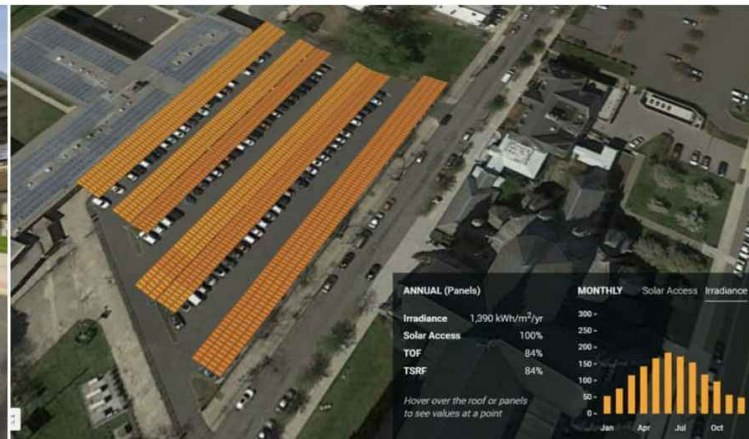 ANNUAL (Panels)
Irradiance 1,390 kWh/m²/yr
Solar Access 100%
TOF 84%
TSRF 84%
Hover over the roof or panels
to see values at a point
MONTHLY Solar Access Irradiance
300 -
250 -
200 -
150 -
100 -
50 -
0 -
Jan Apr Jul Oct